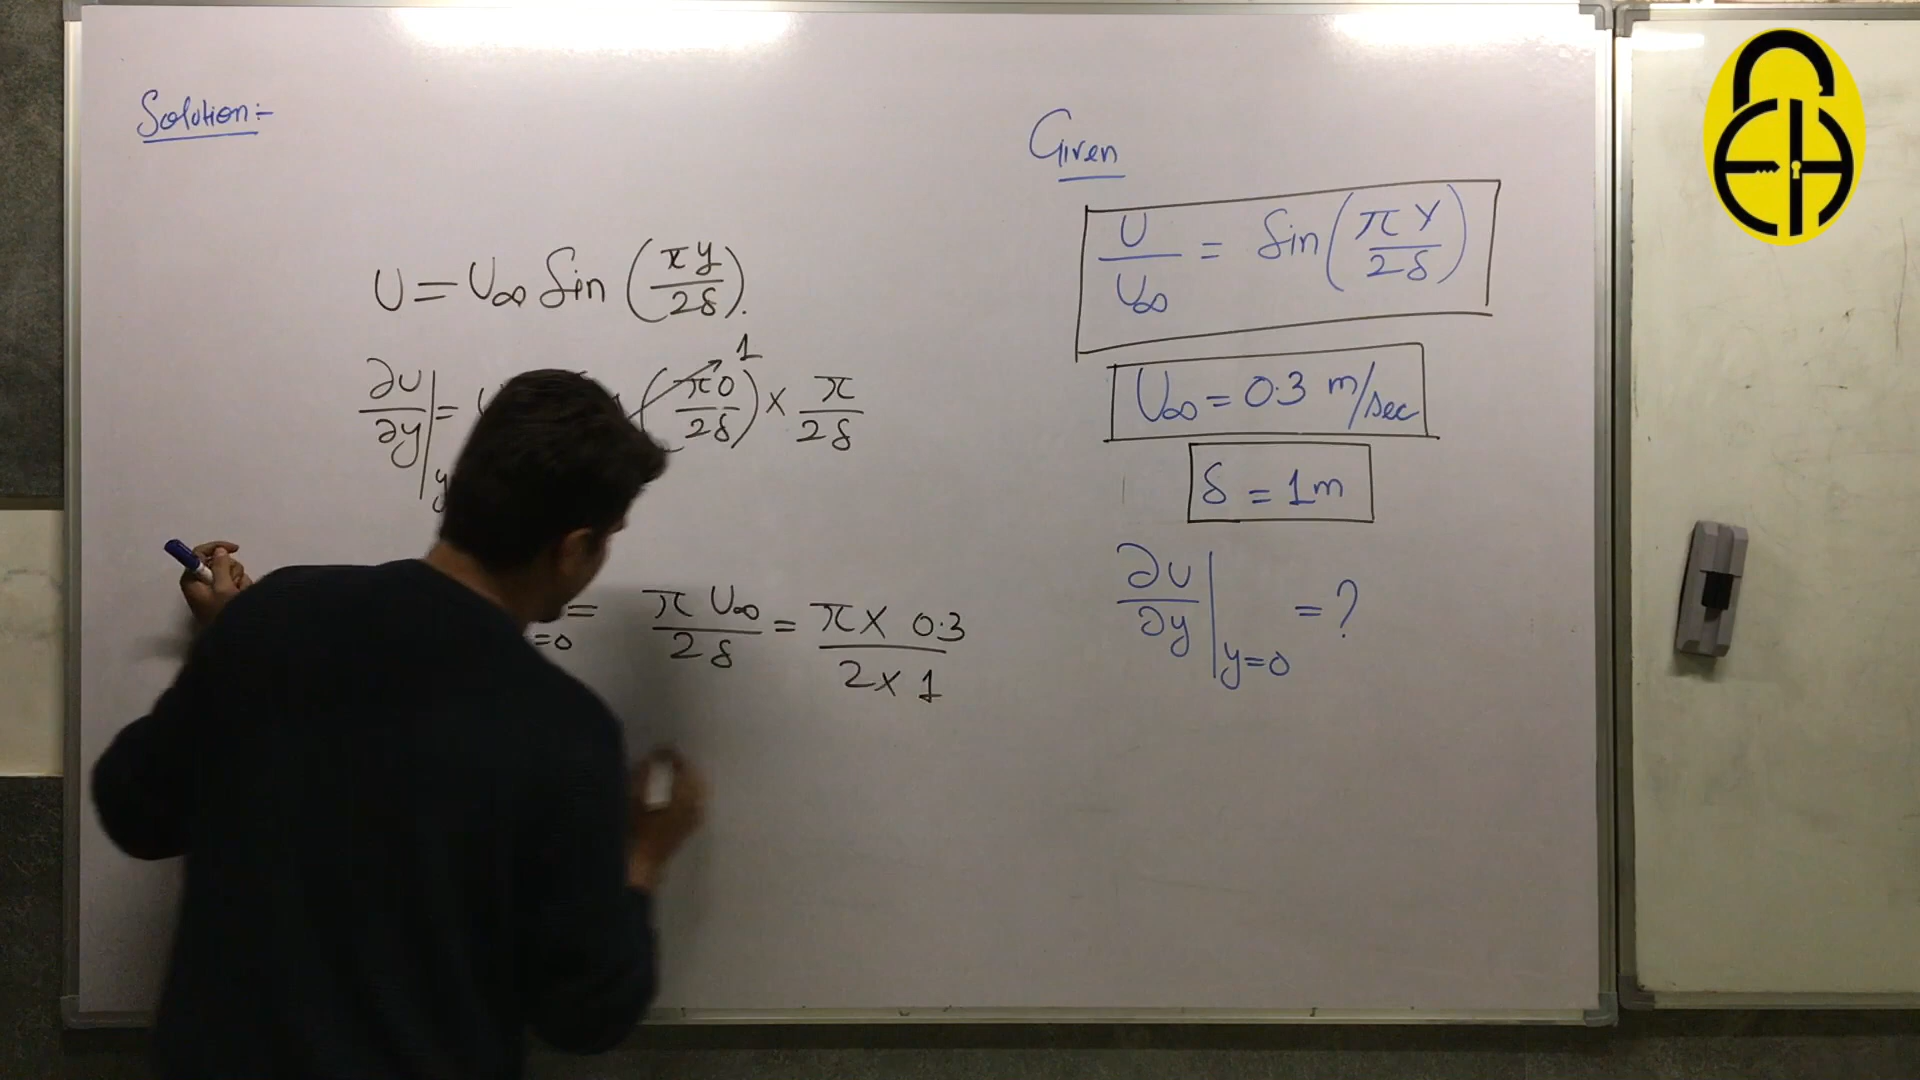 Solution:-
U = U∞ Sin (πy/2δ).
1
∂U/∂y|y = (π0/2δ) × π/2δ
=0 = πU∞/2δ = π × 0.3/2 × 1
Given
U/U∞ = Sin(πY/2δ)
U∞ = 0.3 m/sec
δ = 1m
∂U/∂y|y=0 = ?